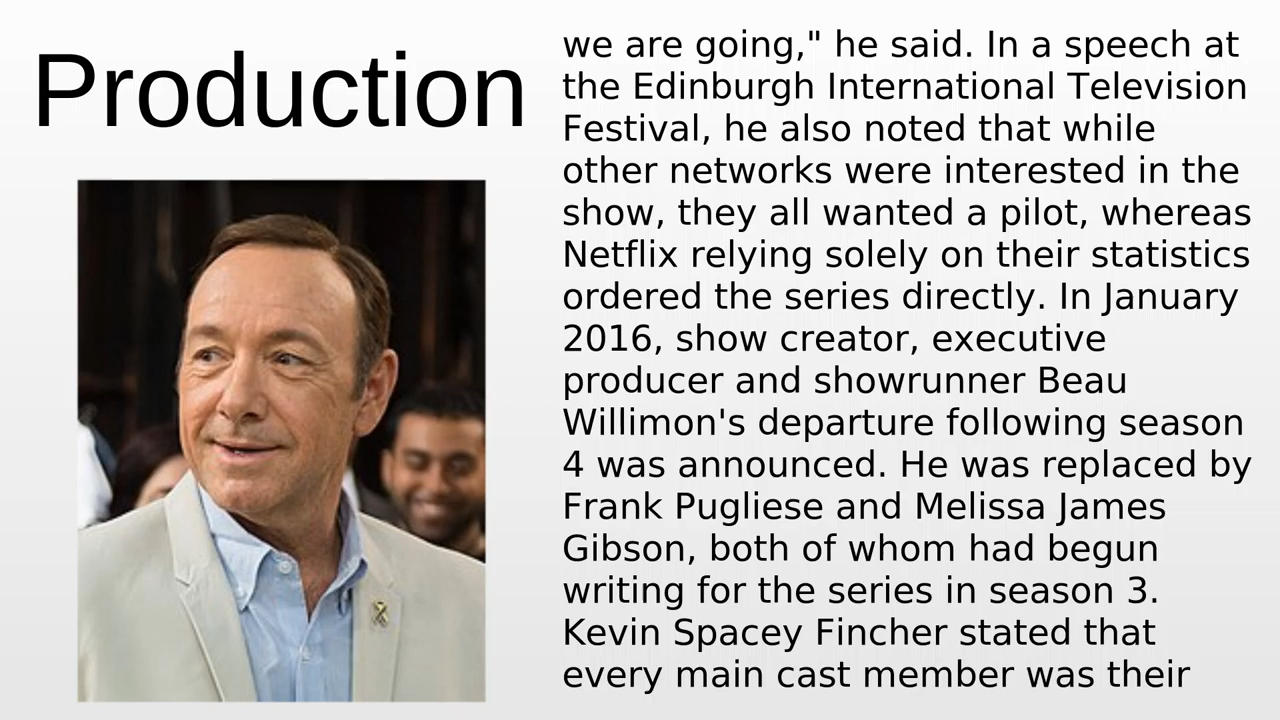 Production
we are going," he said. In a speech at
the Edinburgh International Television
Festival, he also noted that while
other networks were interested in the
show, they all wanted a pilot, whereas
Netflix relying solely on their statistics
ordered the series directly. In January
2016, show creator, executive
producer and showrunner Beau
Willimon's departure following season
4 was announced. He was replaced by
Frank Pugliese and Melissa James
Gibson, both of whom had begun
writing for the series in season 3.
Kevin Spacey Fincher stated that
every main cast member was their